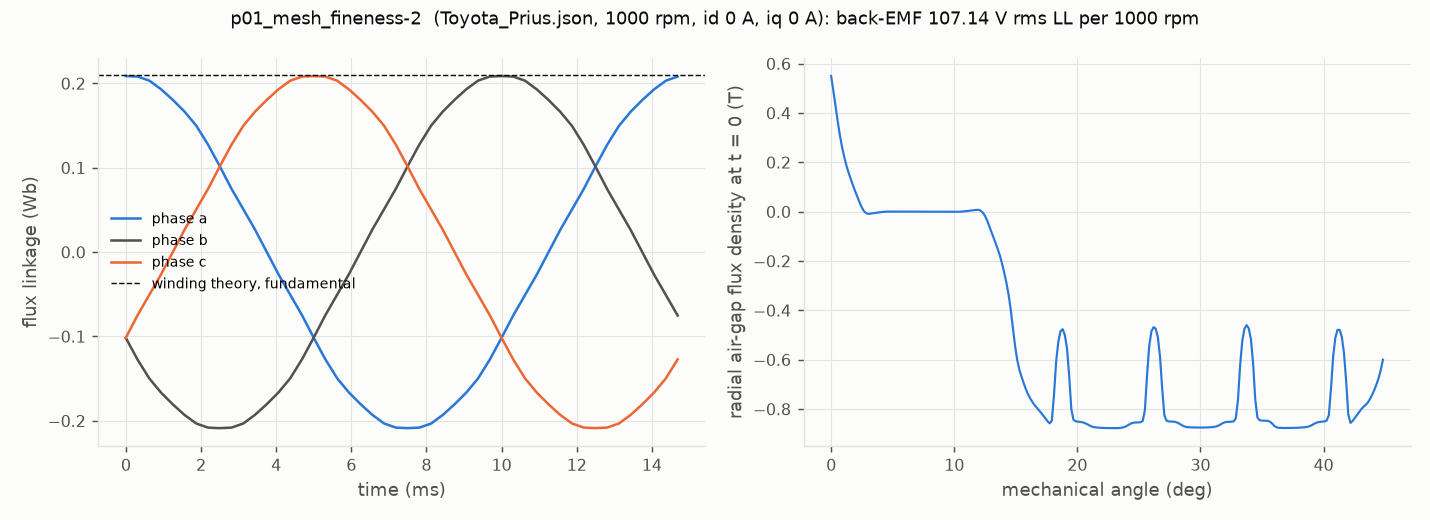 p01_mesh_fineness-2  (Toyota_Prius.json, 1000 rpm, id 0 A, iq 0 A): back-EMF 107.14 V rms LL per 1000 rpm
flux linkage (Wb)
0.2
0.1
0.0
−0.1
−0.2
phase a
phase b
phase c
winding theory, fundamental
0
2
4
6
8
10
12
14
time (ms)
radial air-gap flux density at t = 0 (T)
0.6
0.4
0.2
0.0
−0.2
−0.4
−0.6
−0.8
0
10
20
30
40
mechanical angle (deg)